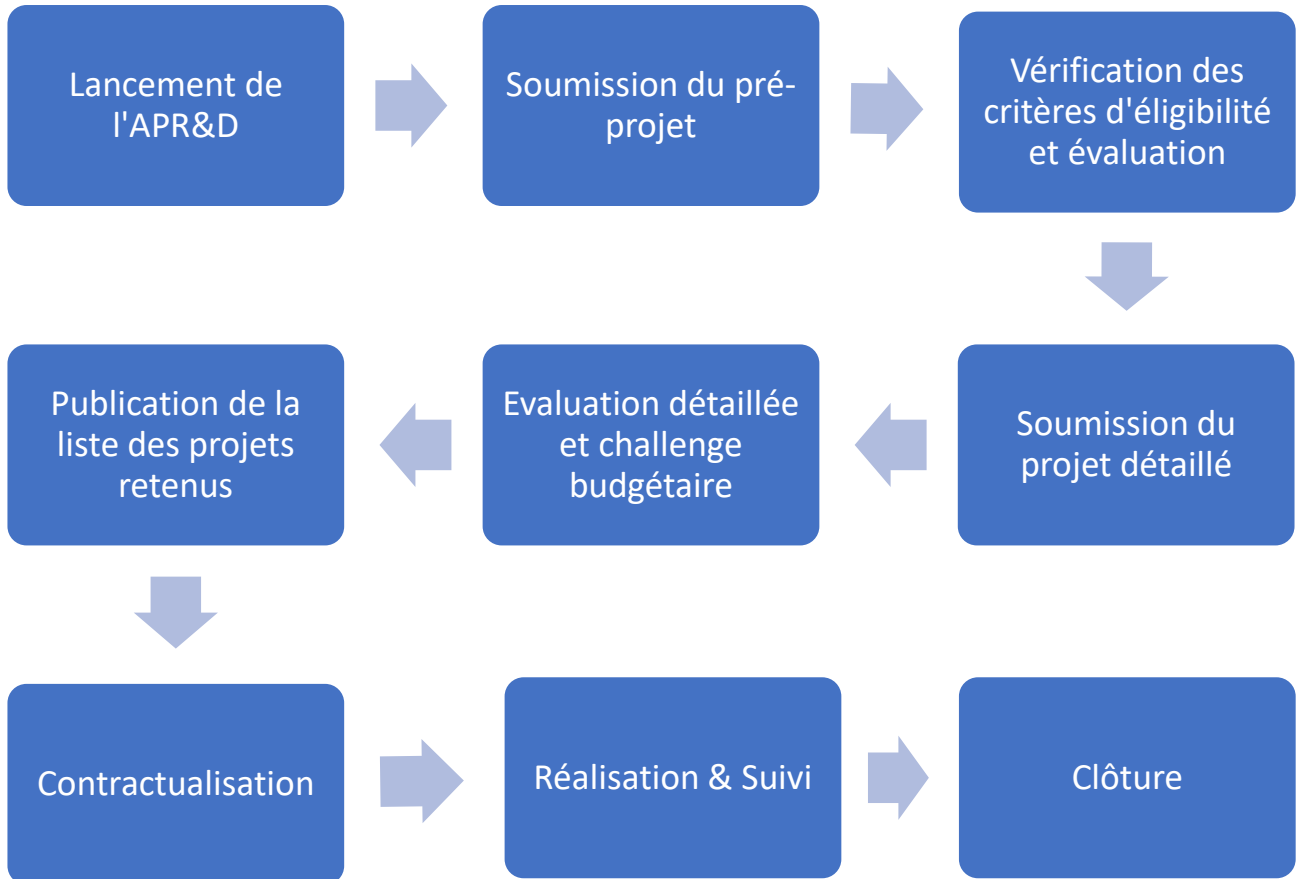 Lancement de
l'APR&D
Soumission du pré-
projet
Vérification des
critères d'éligibilité
et évaluation
Soumission du
projet détaillé
Evaluation détaillée
et challenge
budgétaire
Publication de la
liste des projets
retenus
Contractualisation
Réalisation & Suivi
Clôture